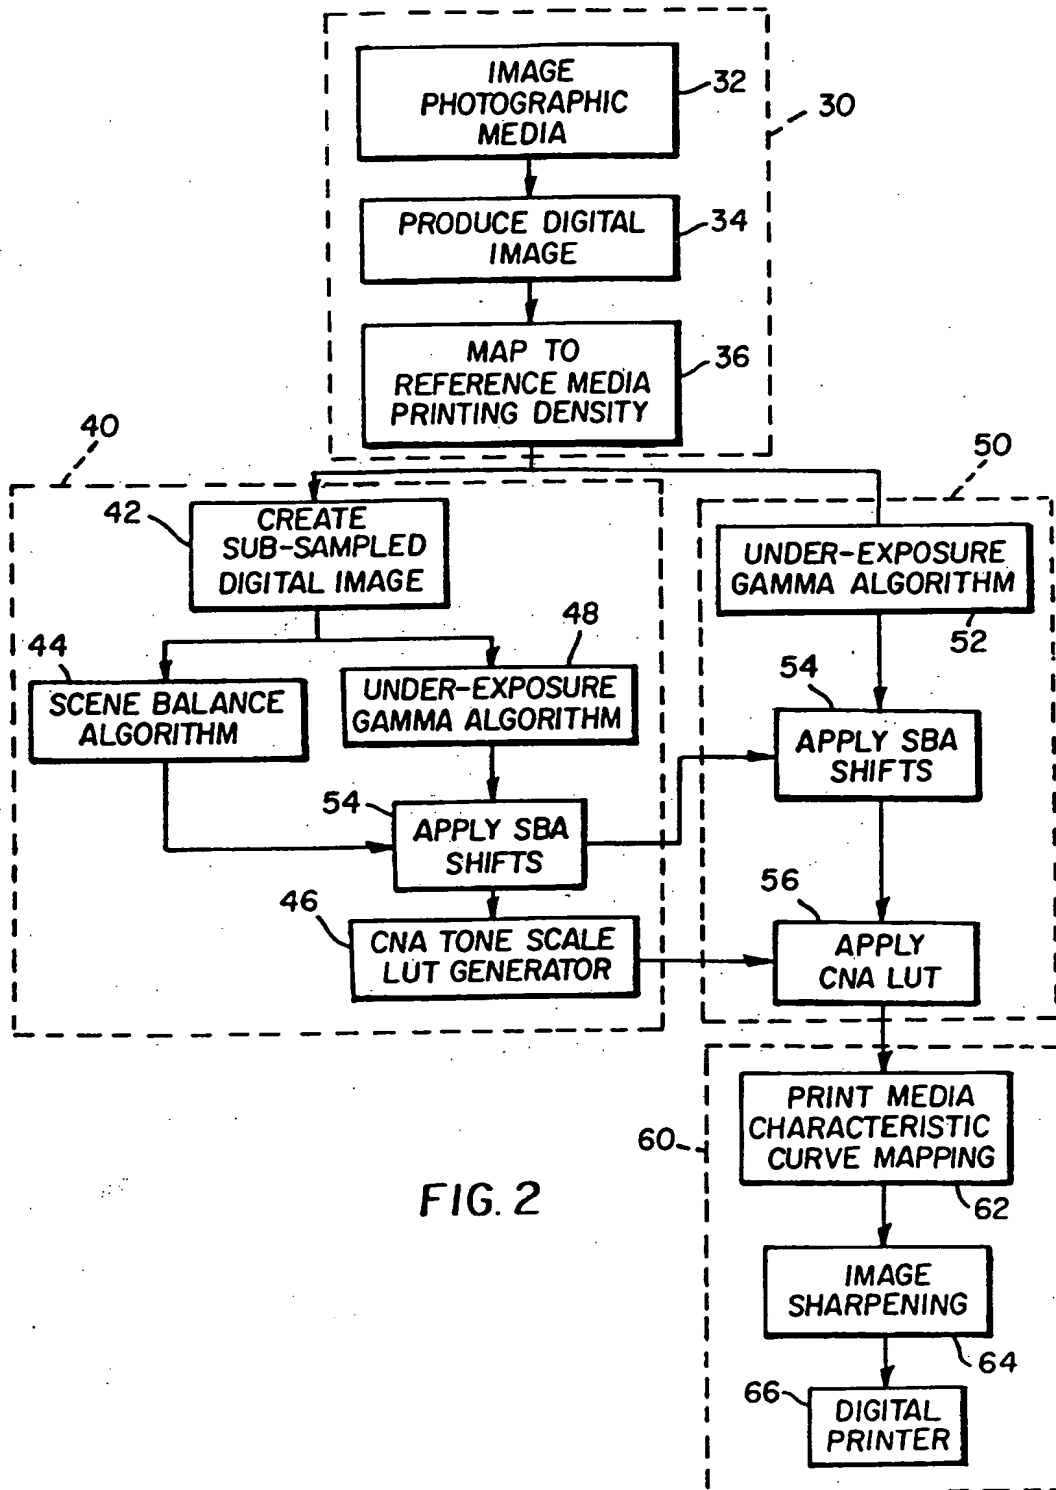 IMAGE
PHOTOGRAPHIC
MEDIA
32
30
PRODUCE DIGITAL
IMAGE
34
MAP TO
REFERENCE MEDIA
PRINTING DENSITY
36
40
50
42
CREATE
SUB-SAMPLED
DIGITAL IMAGE
UNDER-EXPOSURE
GAMMA ALGORITHM
52
44
SCENE BALANCE
ALGORITHM
48
UNDER-EXPOSURE
GAMMA ALGORITHM
54
APPLY SBA
SHIFTS
54
APPLY SBA
SHIFTS
46
CNA TONE SCALE
LUT GENERATOR
56
APPLY
CNA LUT
60
PRINT MEDIA
CHARACTERISTIC
CURVE MAPPING
62
FIG. 2
IMAGE
SHARPENING
64
66
DIGITAL
PRINTER